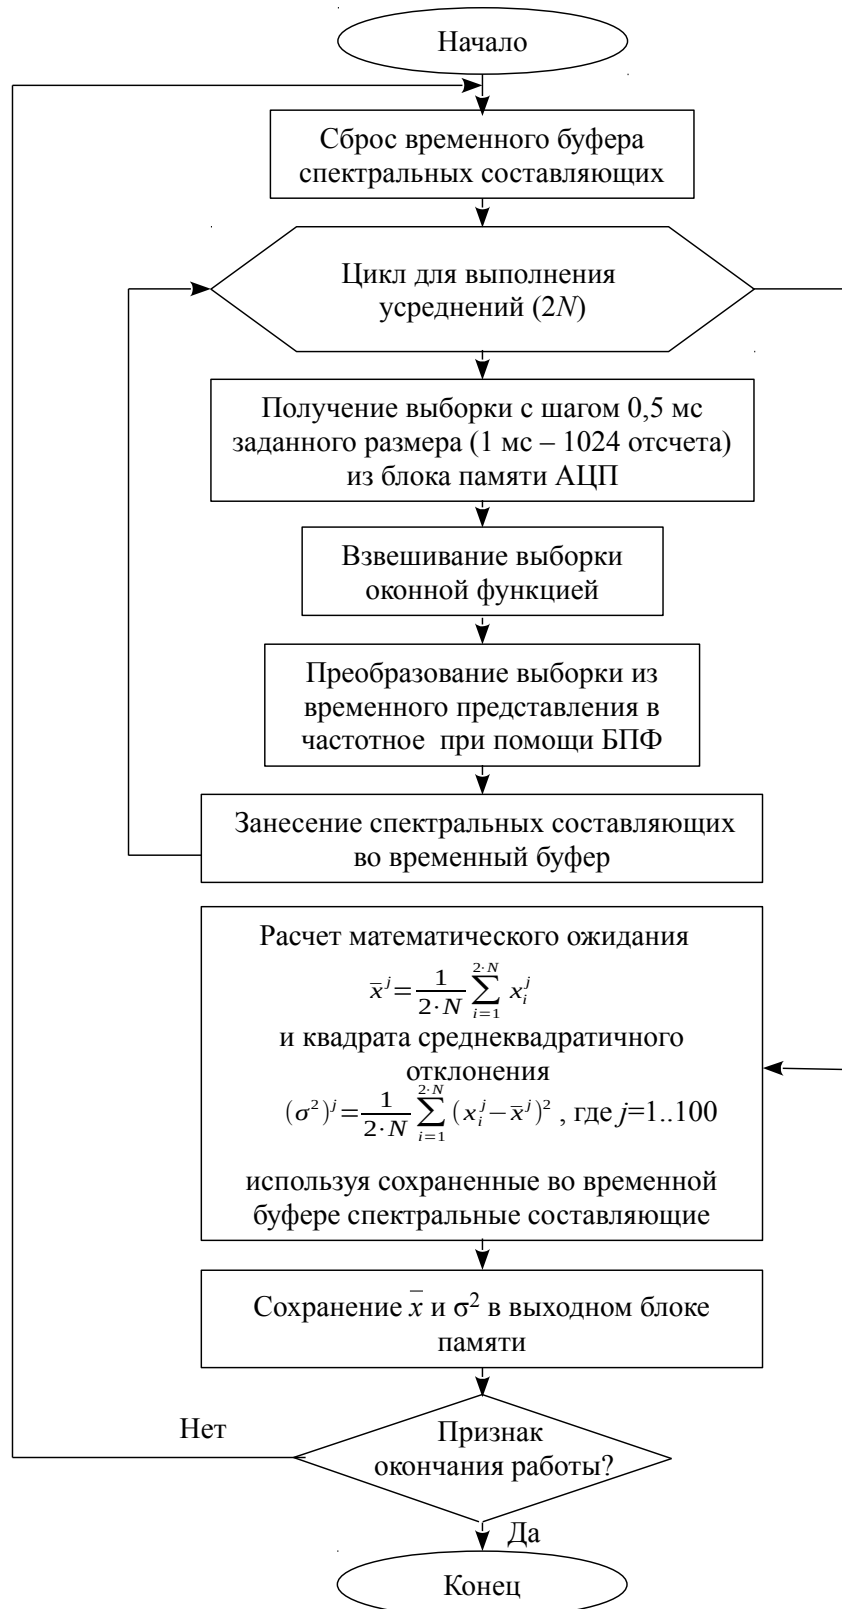 Начало
Сброс временного буфера
спектральных составляющих
Цикл для выполнения
усреднений (2N)
Получение выборки с шагом 0,5 мс
заданного размера (1 мс – 1024 отсчета)
из блока памяти АЦП
Взвешивание выборки
оконной функцией
Преобразование выборки из
временного представления в
частотное при помощи БПФ
Занесение спектральных составляющих
во временный буфер
Расчет математического ожидания
x̄^j = 1/(2·N) ∑_{i=1}^{2·N} x_i^j
и квадрата среднеквадратичного
отклонения
(σ²)^j = 1/(2·N) ∑_{i=1}^{2·N} (x_i^j − x̄^j)² , где j=1..100
используя сохраненные во временной
буфере спектральные составляющие
Сохранение x̄ и σ² в выходном блоке
памяти
Нет
Признак
окончания работы?
Да
Конец